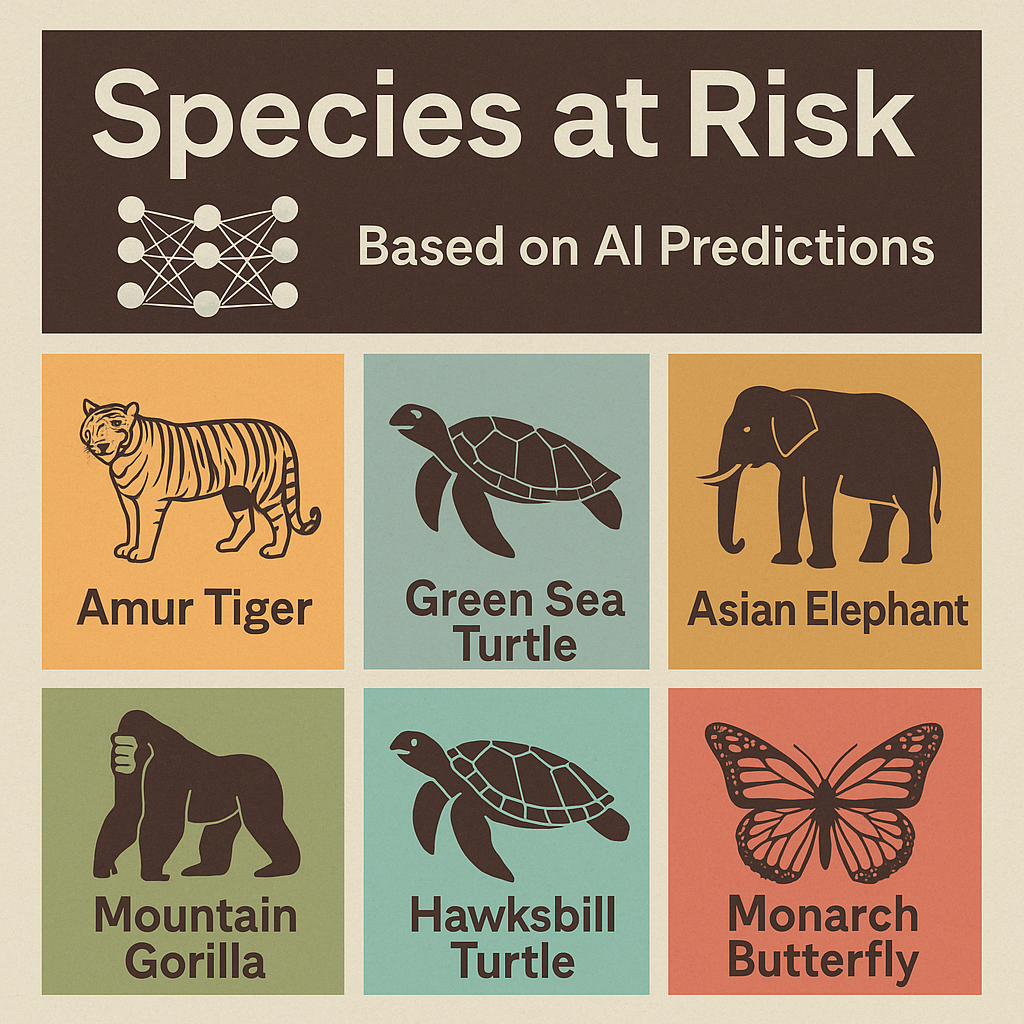 Species at Risk
Based on AI Predictions
Amur Tiger
Green Sea
Turtle
Asian Elephant
Mountain
Gorilla
Hawksbill
Turtle
Monarch
Butterfly